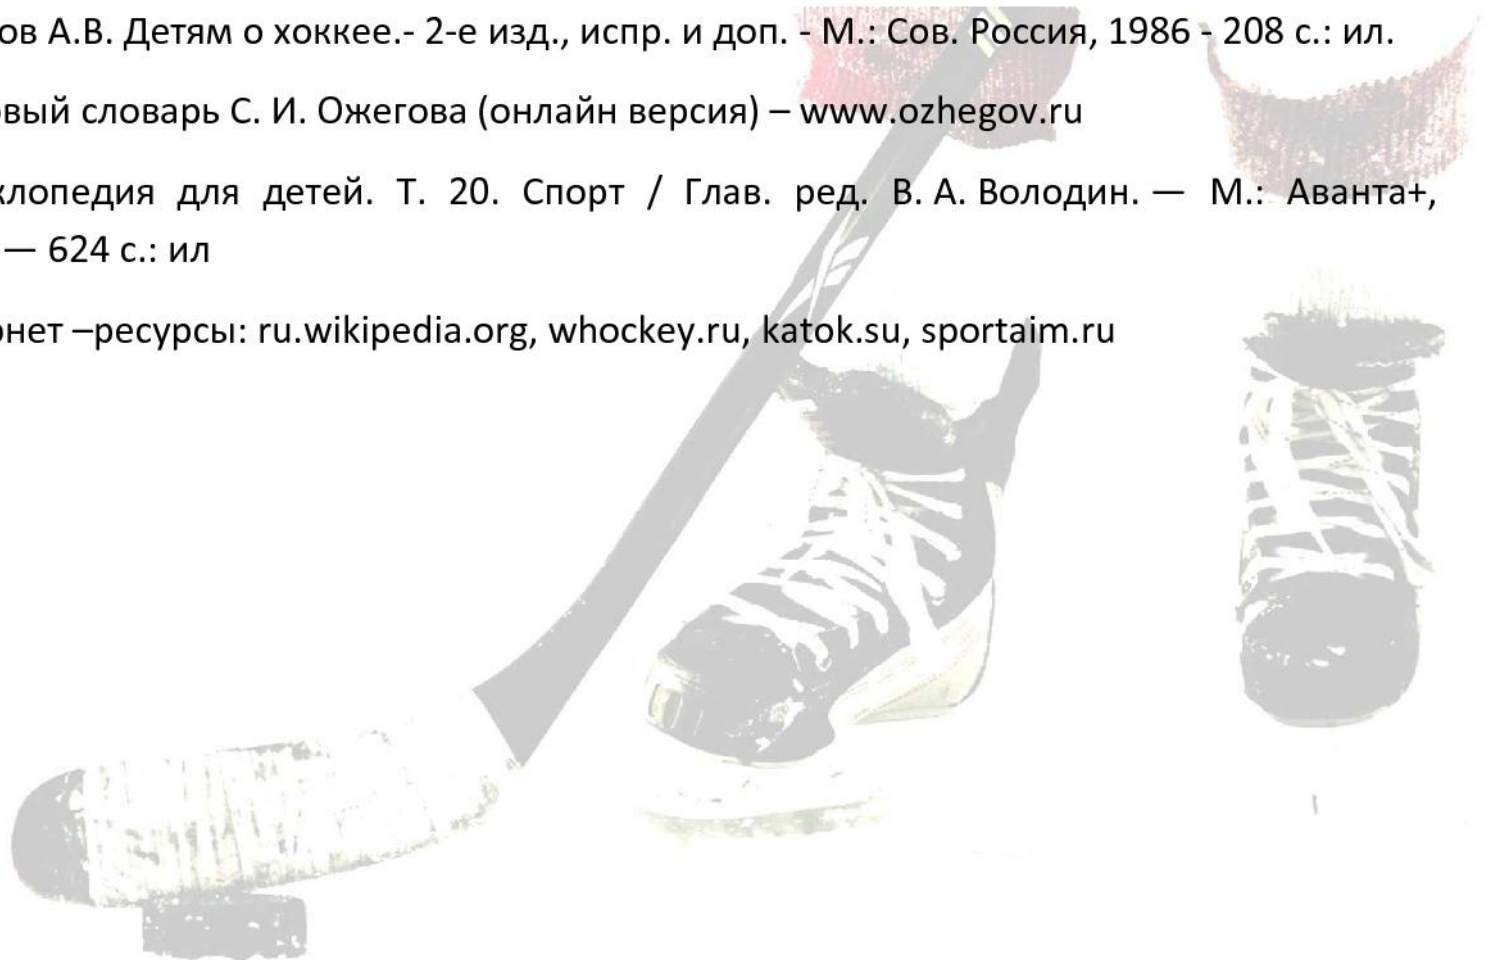 ов А.В. Детям о хоккее.- 2-е изд., испр. и доп. - М.: Сов. Россия, 1986 - 208 с.: ил.
вый словарь С. И. Ожегова (онлайн версия) – www.ozhegov.ru
клопедия для детей. Т. 20. Спорт / Глав. ред. В. А. Володин. — М.: Аванта+,
— 624 с.: ил
рнет –ресурсы: ru.wikipedia.org, whockey.ru, katok.su, sportaim.ru